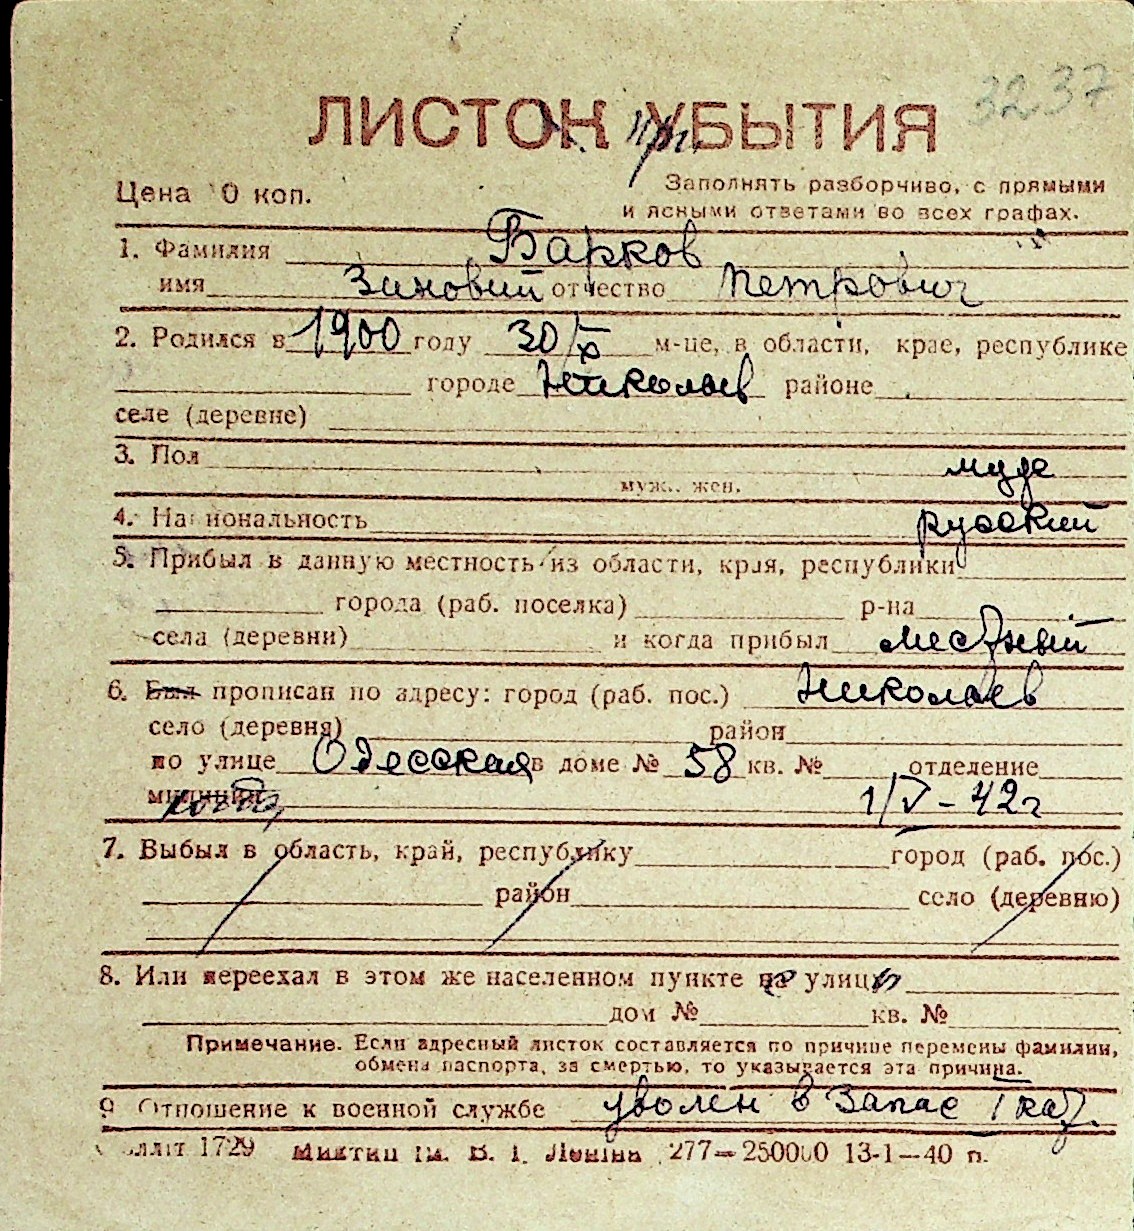 3237
ЛИСТОК УБЫТИЯ
Цена 0 коп.
Заполнять разборчиво, с прямыми
и ясными ответами во всех графах.
1. Фамилия Барков
имя Зиновий отчество Петрович
2. Родился в 1900 году 30/X м-це, в области, крае, республике
городе Николаев районе
селе (деревне)
3. Пол муж
муж., жен.
4. Национальность русский
5. Прибыл в данную местность из области, края, республики
города (раб. поселка) р-на
села (деревни) и когда прибыл местный
6. Был прописан по адресу: город (раб. пос.) Николаев
село (деревня) район
по улице Одесская в доме № 58 кв. № отделение
милиции 1/V-42г
7. Выбыл в область, край, республику город (раб. пос.)
район село (деревню)
8. Или переехал в этом же населенном пункте на улицу
дом № кв. №
Примечание. Если адресный листок составляется по причине перемены фамилии,
обмена паспорта, за смертью, то указывается эта причина.
9 Отношение к военной службе уволен в запас I кат.
1729 ім. В. І. Леніна 277—250000 13-1—40 п.